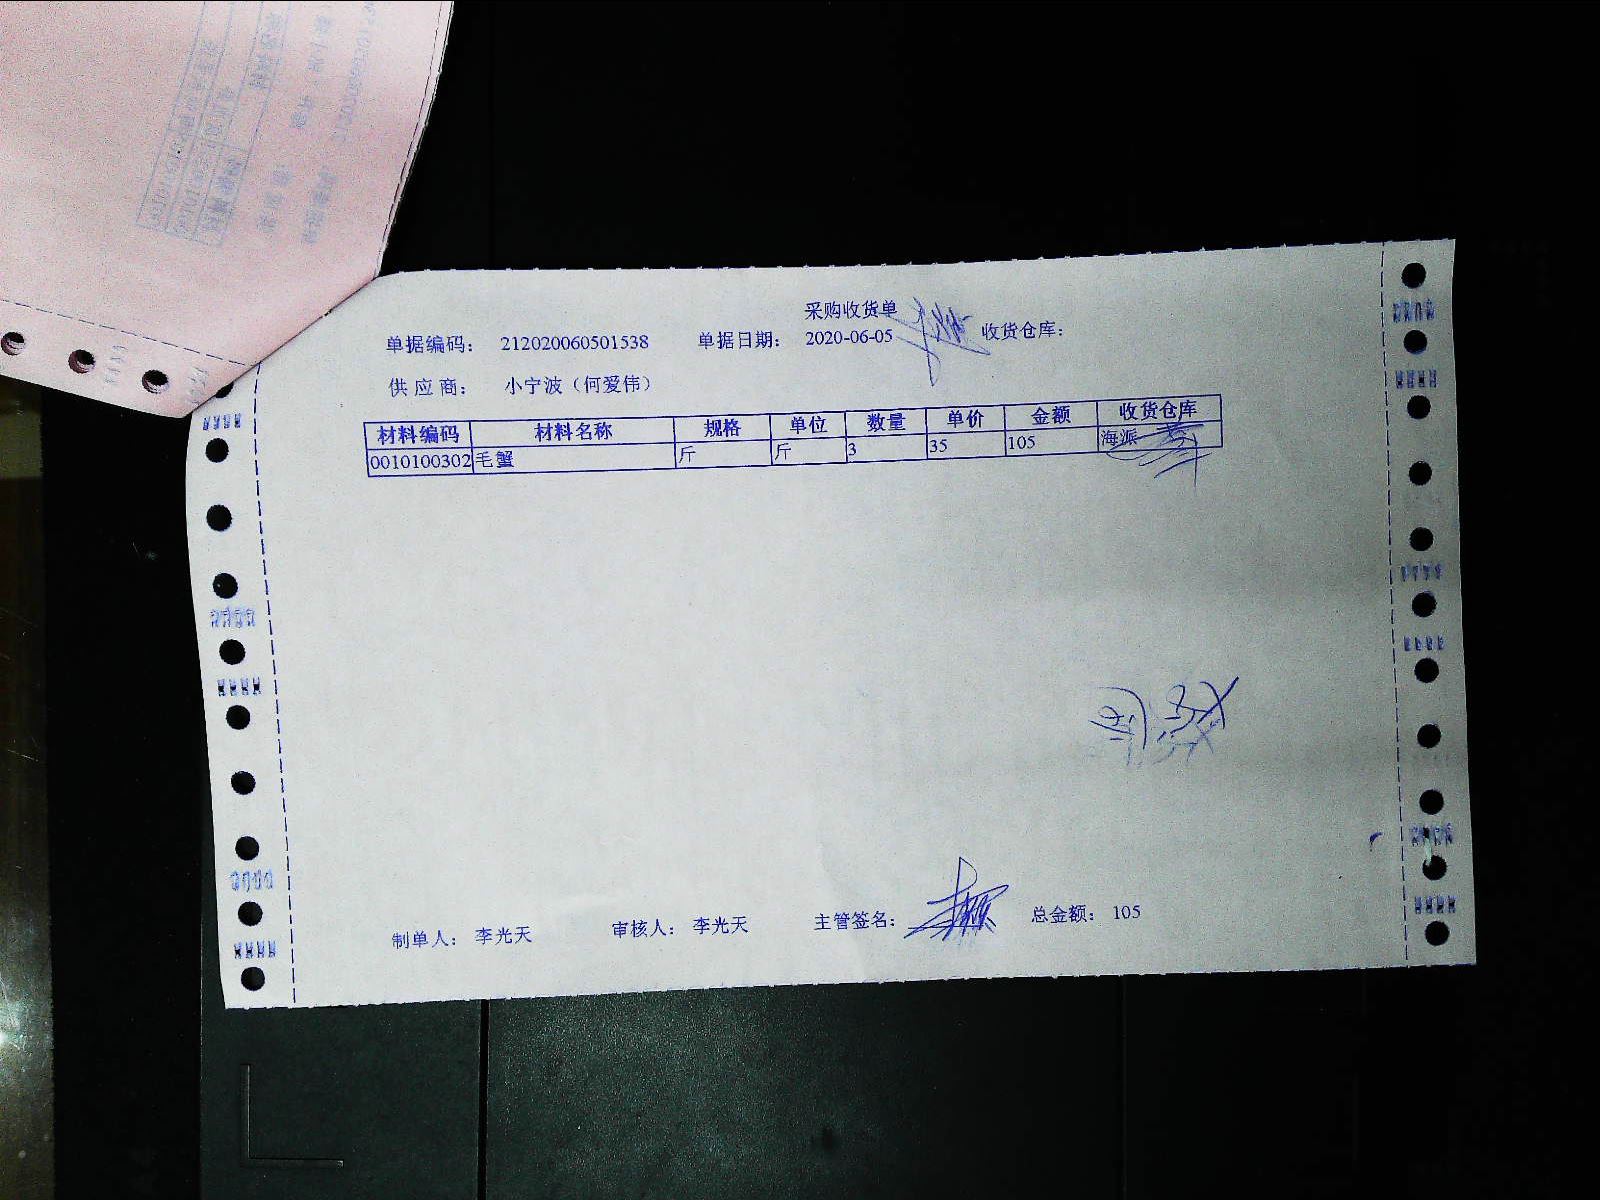 采购收货单
单据编码： 212020060501538 单据日期： 2020-06-05 收货仓库：
供应商： 小宁波（何爱伟）
材料编码 材料名称 规格 单位 数量 单价 金额 收货仓库
0010100302 毛蟹 斤 斤 3 35 105 海派
制单人： 李光天 审核人： 李光天 主管签名： 总金额： 105